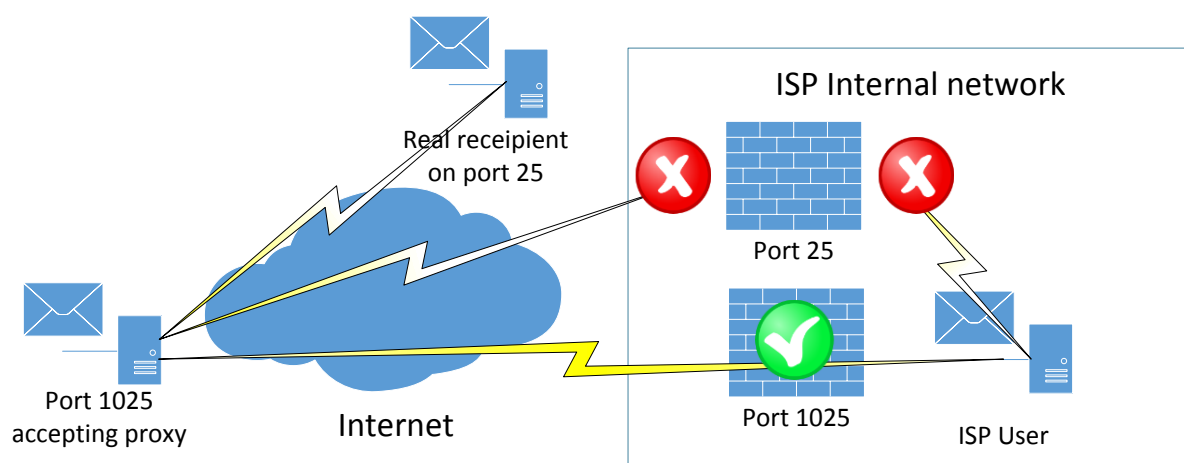 ISP Internal network
Real receipient
on port 25
Port 25
Port 1025
accepting proxy
Internet
Port 1025
ISP User